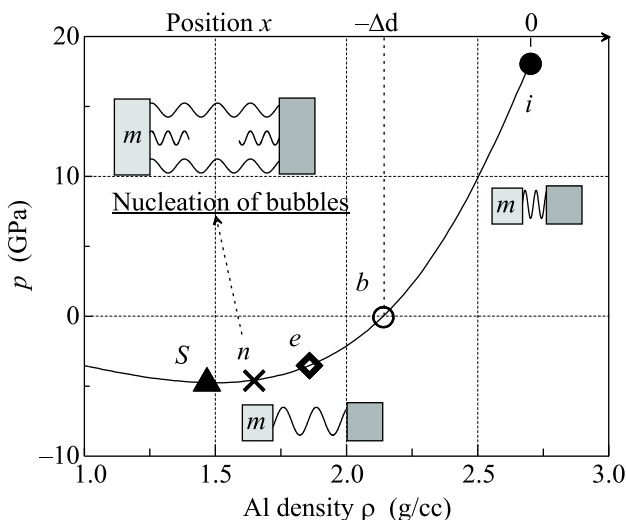 Position x
−Δd
0
20
i
m
10
Nucleation of bubbles
m
p (GPa)
b
0
S
n
e
m
−10
1.0
1.5
2.0
2.5
3.0
Al density ρ (g/cc)